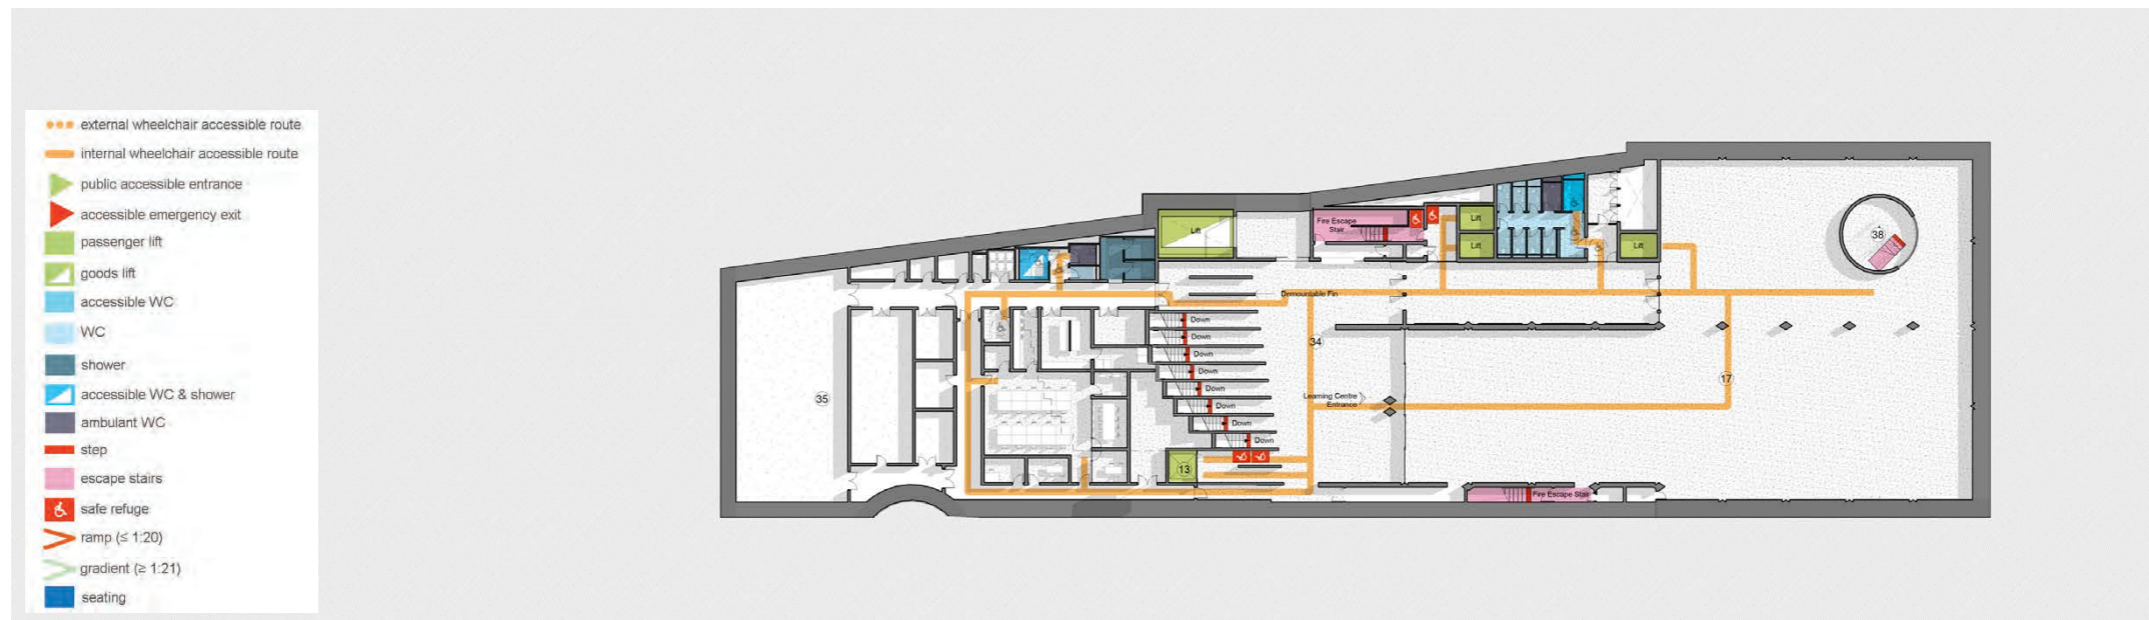 external wheelchair accessible route
internal wheelchair accessible route
public accessible entrance
accessible emergency exit
passenger lift
goods lift
accessible WC
WC
shower
accessible WC & shower
ambulant WC
step
escape stairs
safe refuge
ramp (≤ 1:20)
gradient (≥ 1:21)
seating
Lift
Fire Escape
Stair
Lift
Lift
Lift
38
Demountable Fin
Down
Down
Down
Down
Down
Down
Down
Down
34
17
35
Learning Centre
Entrance
13
Fire Escape Stair